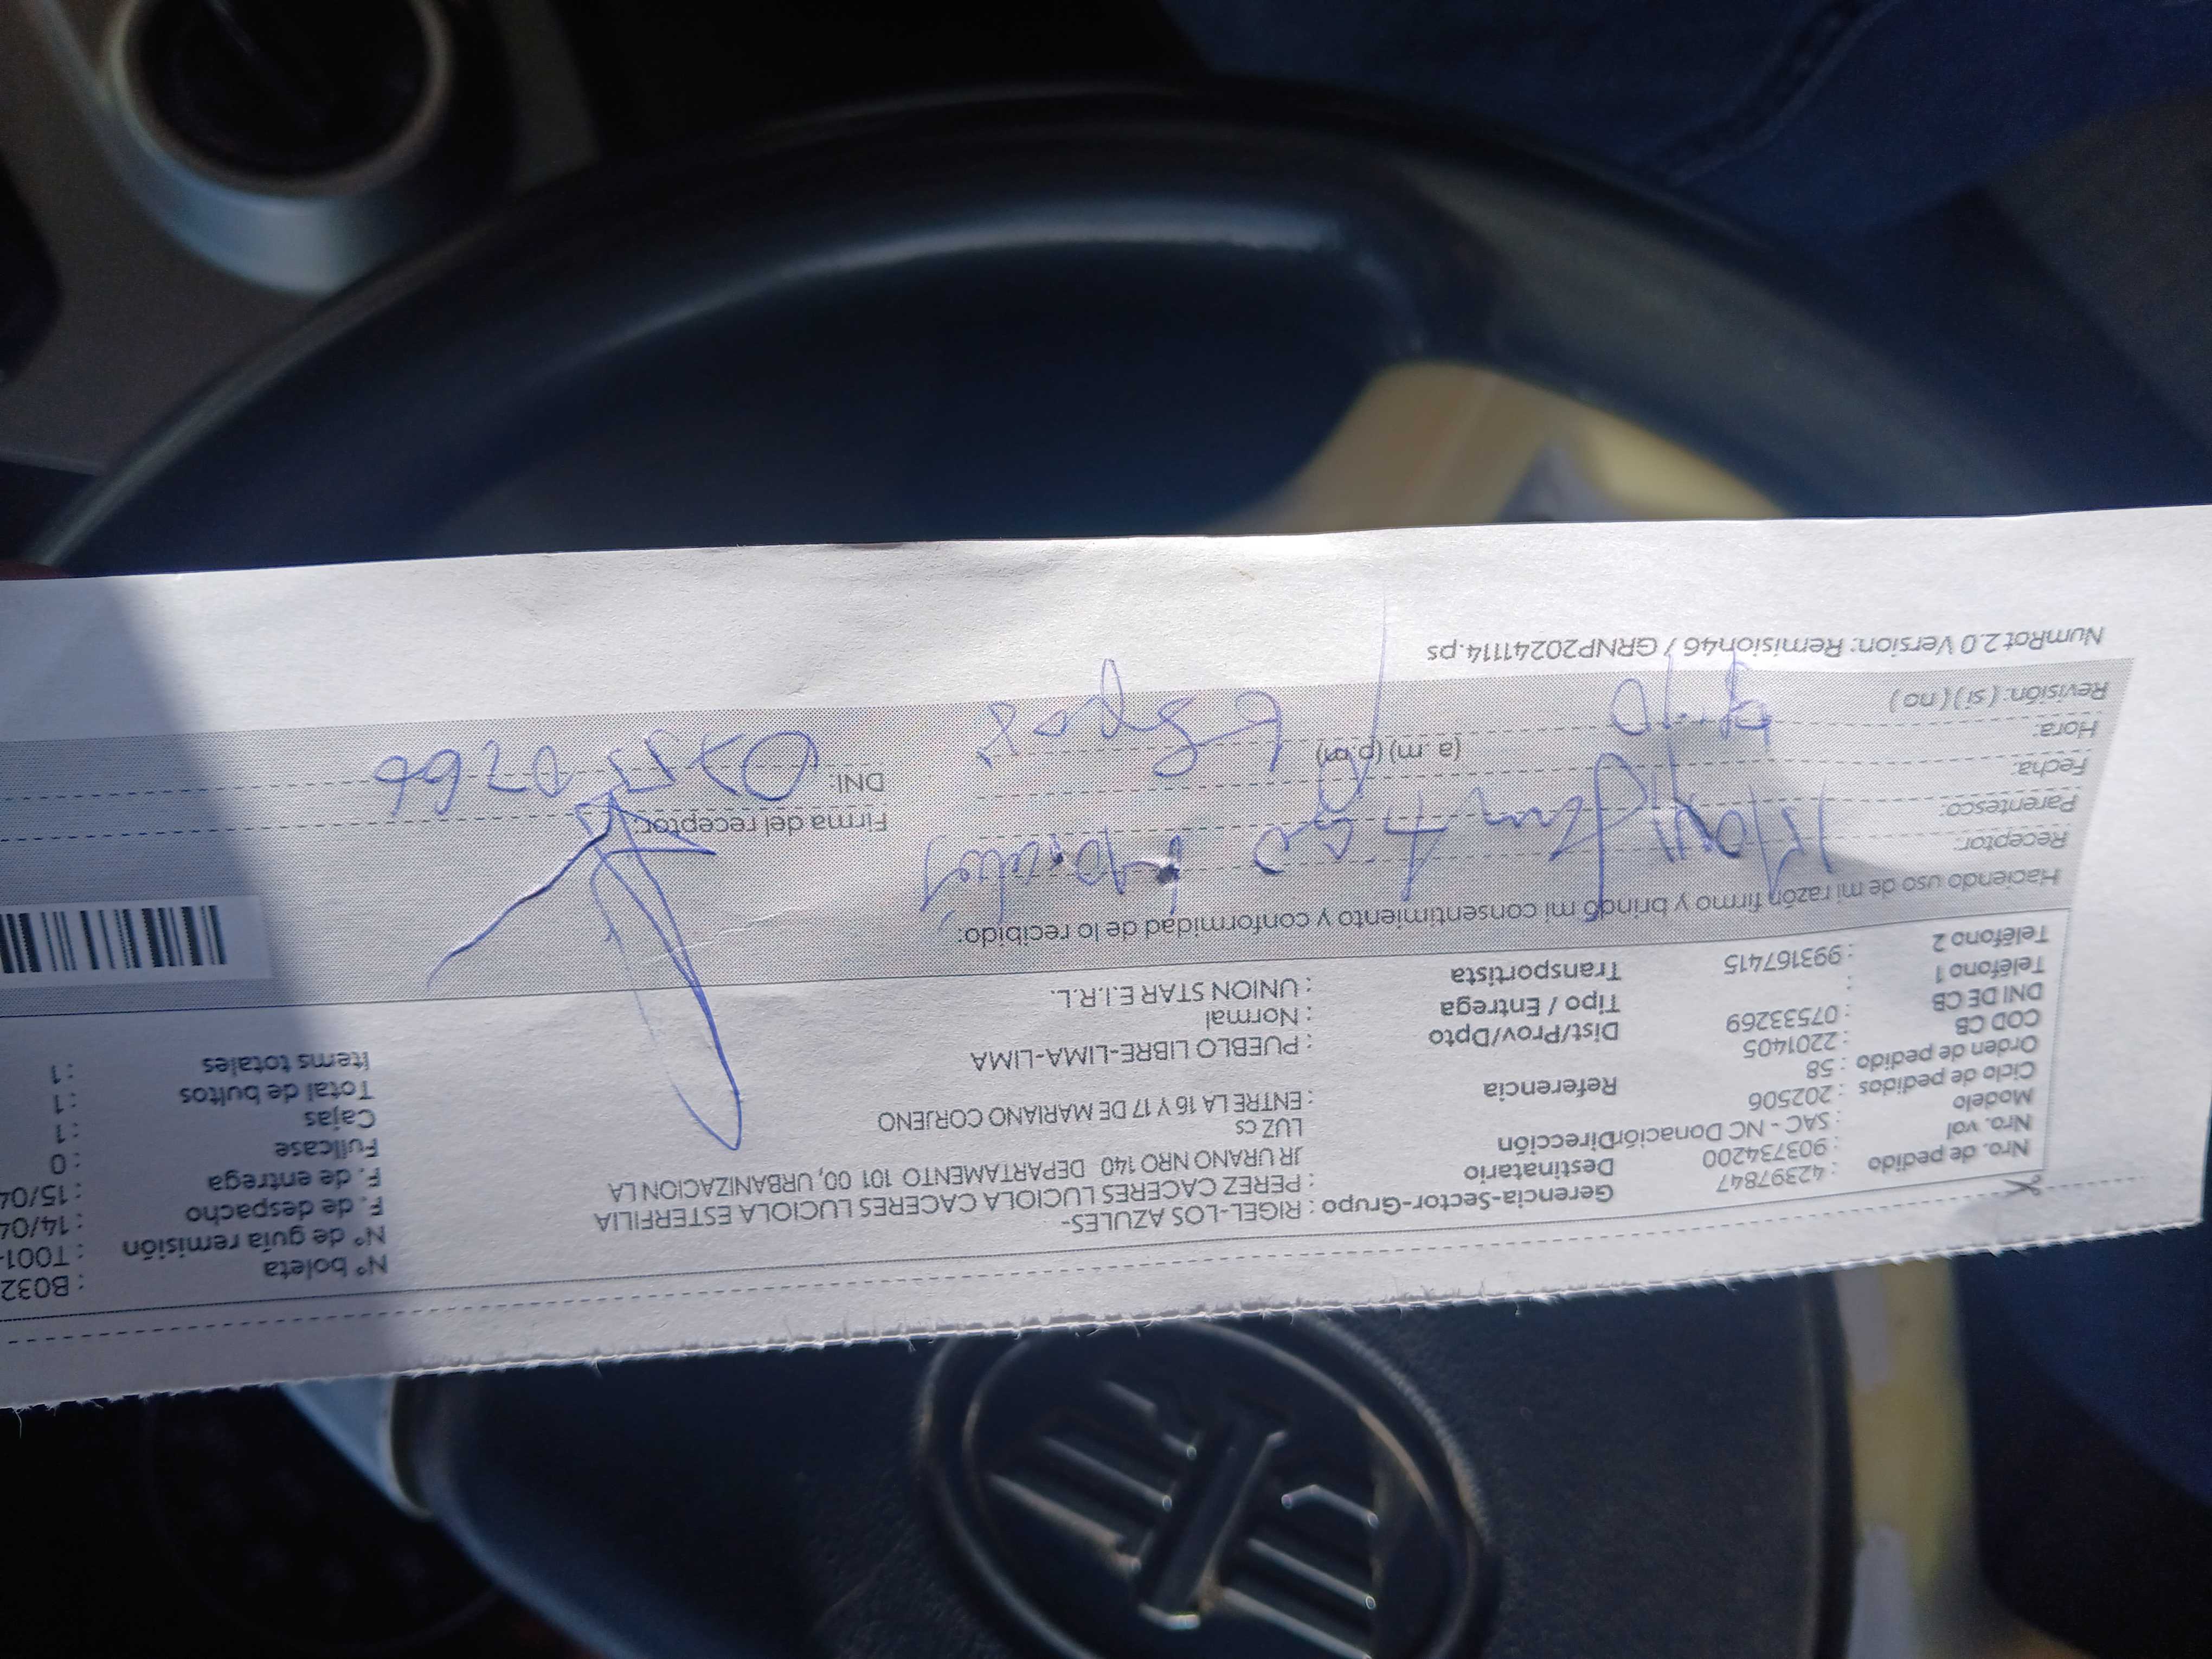 Nro. de pedido : 42397847
Nro. vol : 903734200
Modelo : SAC - NC Donación
Ciclo de pedidos : 202506
Orden de pedido : 58
COD CB : 2201405
DNI DE CB : 07533269
Teléfono 1 :
Teléfono 2 : 993167415
Gerencia-Sector-Grupo : RIGEL-LOS AZULES-
Destinatario : PEREZ CACERES LUCIOLA CACERES LUCIOLA ESTERFILIA
Dirección JR URANO NRO 140 DEPARTAMENTO 101 00, URBANIZACION LA
LUZ cs
Referencia : ENTRE LA 16 Y 17 DE MARIANO CORJENO
Dist/Prov/Dpto : PUEBLO LIBRE-LIMA-LIMA
Tipo / Entrega : Normal
Transportista : UNION STAR E.I.R.L.
N° boleta : B032
N° de guía remisión : T001-
F. de despacho : 14/04
F. de entrega : 15/04
Fullcase : 0
Cajas : 1
Total de bultos : 1
Ítems totales : 1
Haciendo uso de mi razón firmo y brindo mi consentimiento y conformidad de lo recibido:
Receptor:
Parentesco:
Fecha:
Hora: (a. m) (p. m)
Revisión: ( si ) ( no )
Firma del receptor:
DNI:
NumRot 2.0 Version: Remision46 / GRNP20241114.ps